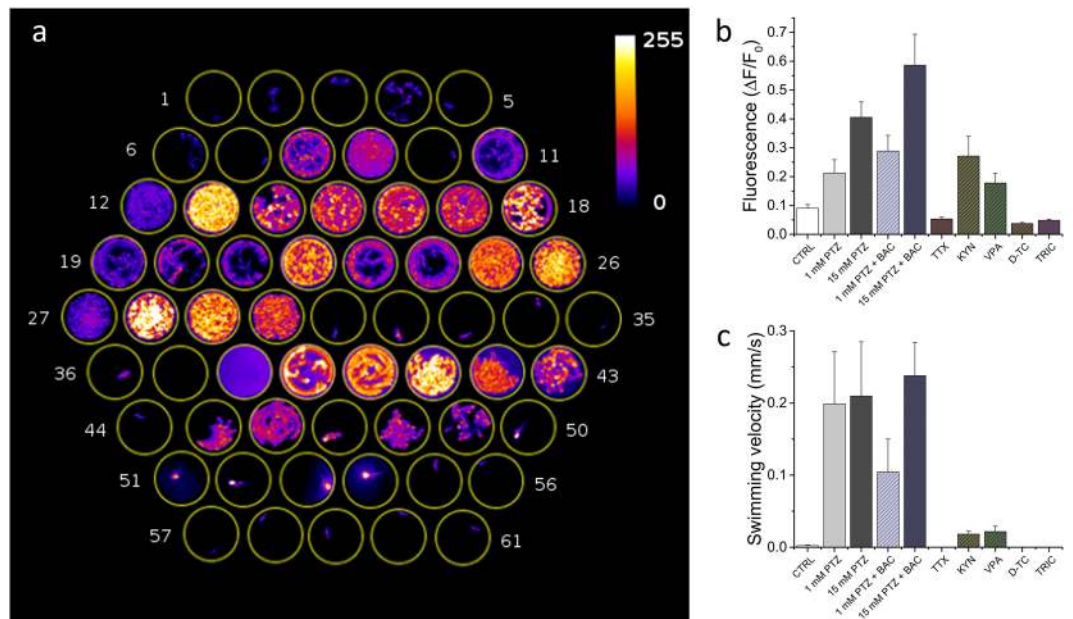 a
255
0
1
5
6
11
12
18
19
26
27
35
36
43
44
50
51
56
57
61
b
Fluorescence (ΔF/F0)
0.7
0.6
0.5
0.4
0.3
0.2
0.1
0.0
CTRL
1 mM PTZ
15 mM PTZ
1 mM PTZ + BAC
15 mM PTZ + BAC
TTX
KYN
VPA
D-TC
TRIC
c
Swimming velocity (mm/s)
0.3
0.2
0.1
0.0
CTRL
1 mM PTZ
15 mM PTZ
1 mM PTZ + BAC
15 mM PTZ + BAC
TTX
KYN
VPA
D-TC
TRIC